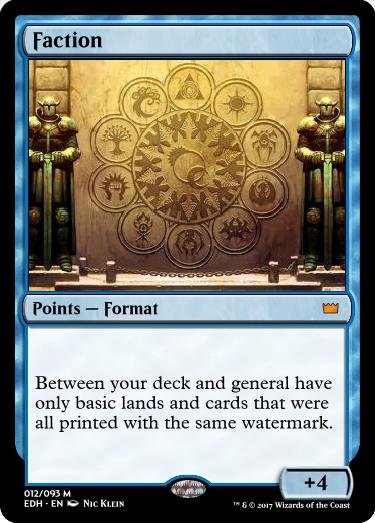 Faction
Points — Format
Between your deck and general have
only basic lands and cards that were
all printed with the same watermark.
+4
012/093 M
EDH • EN Nic Klein
™ & © 2017 Wizards of the Coast